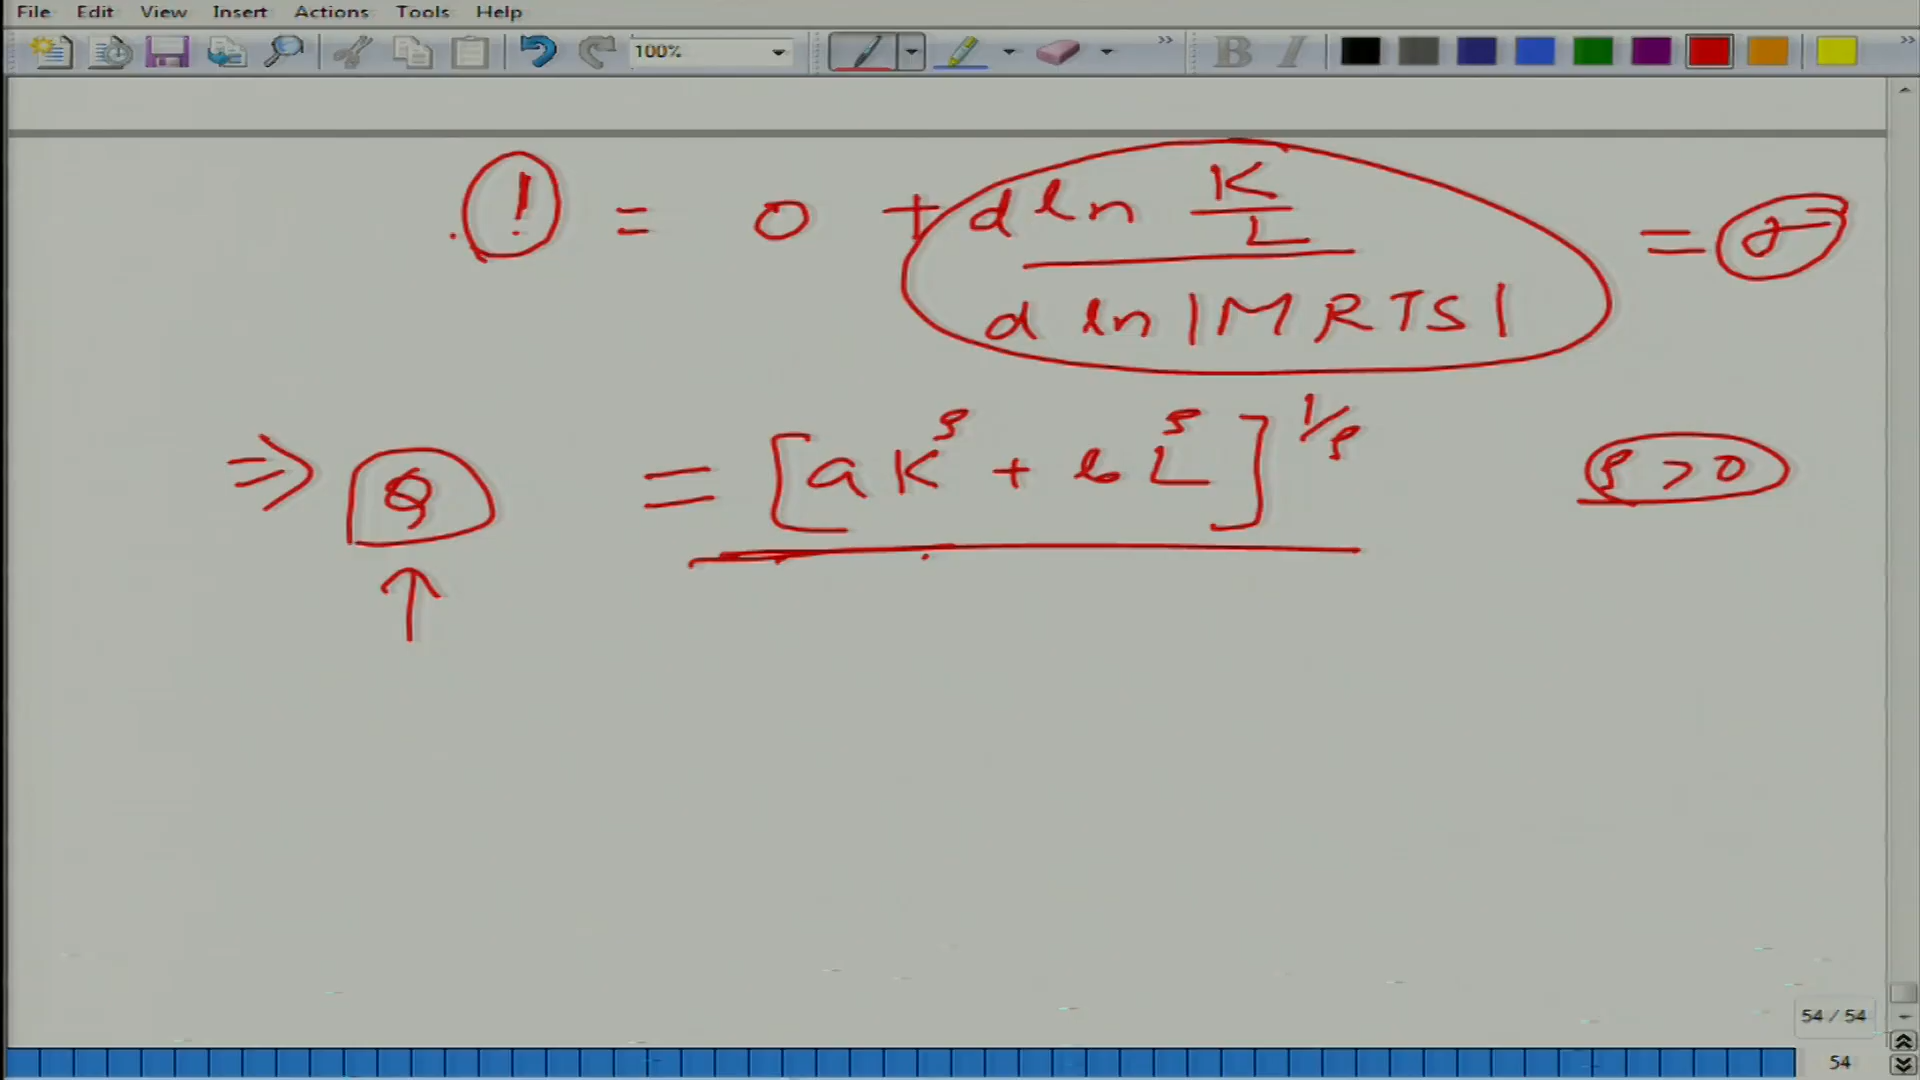 File Edit View Insert Actions Tools Help
100% B I
1 = 0 + d ln K/L / d ln |MRTS| = σ
⇒ Q = [aK^ρ + bL^ρ]^1/ρ ρ > 0
↑
54 / 54
54